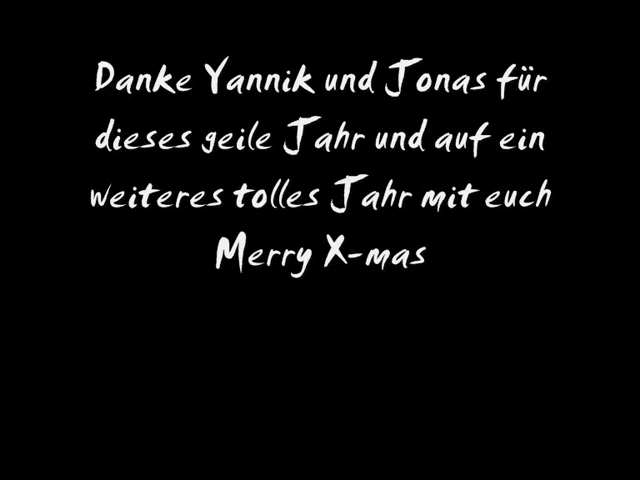 Danke Yannik und Jonas für
dieses geile Jahr und auf ein
weiteres tolles Jahr mit euch
Merry X-mas